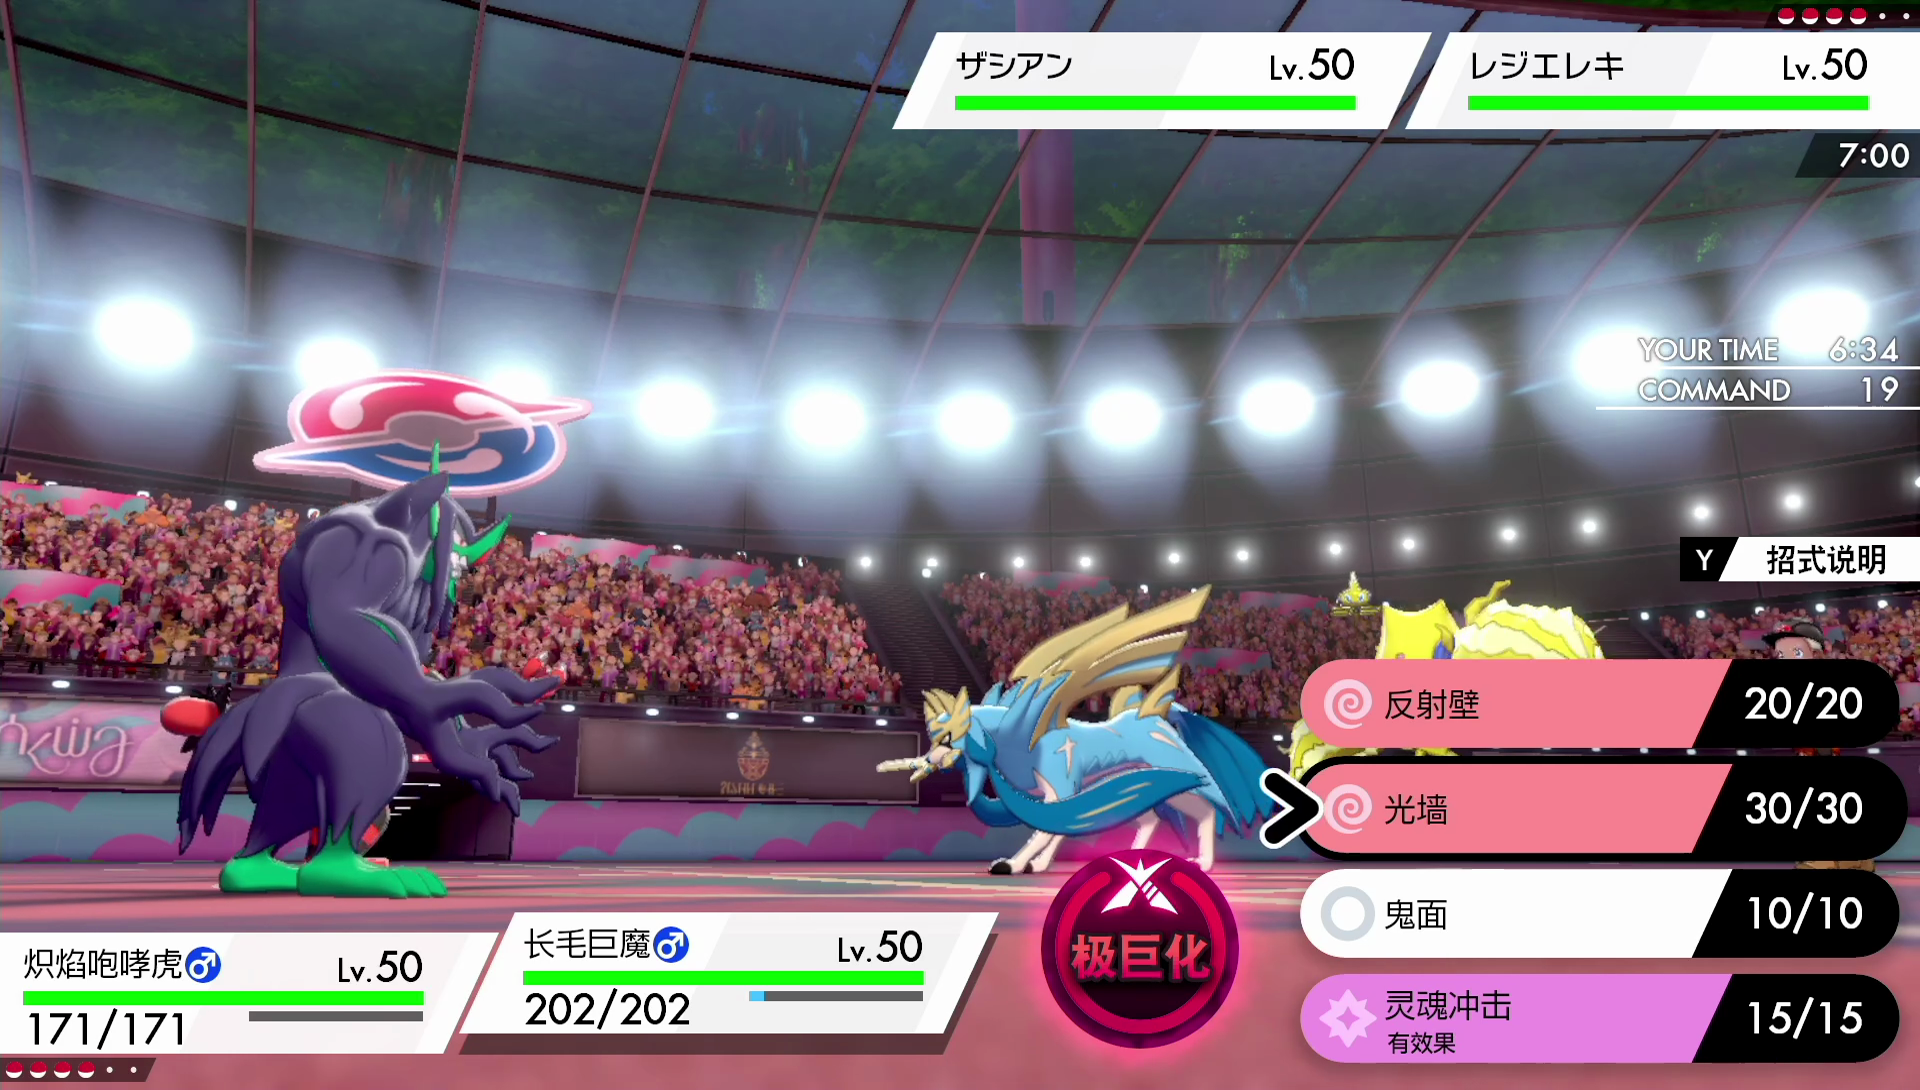 ザシアン Lv.50
レジエレキ Lv.50
7:00
YOUR TIME 6:34
COMMAND 19
Y 招式说明
反射壁 20/20
光墙 30/30
鬼面 10/10
灵魂冲击 15/15
有效果
极巨化
炽焰咆哮虎♂ Lv.50
171/171
长毛巨魔♂ Lv.50
202/202